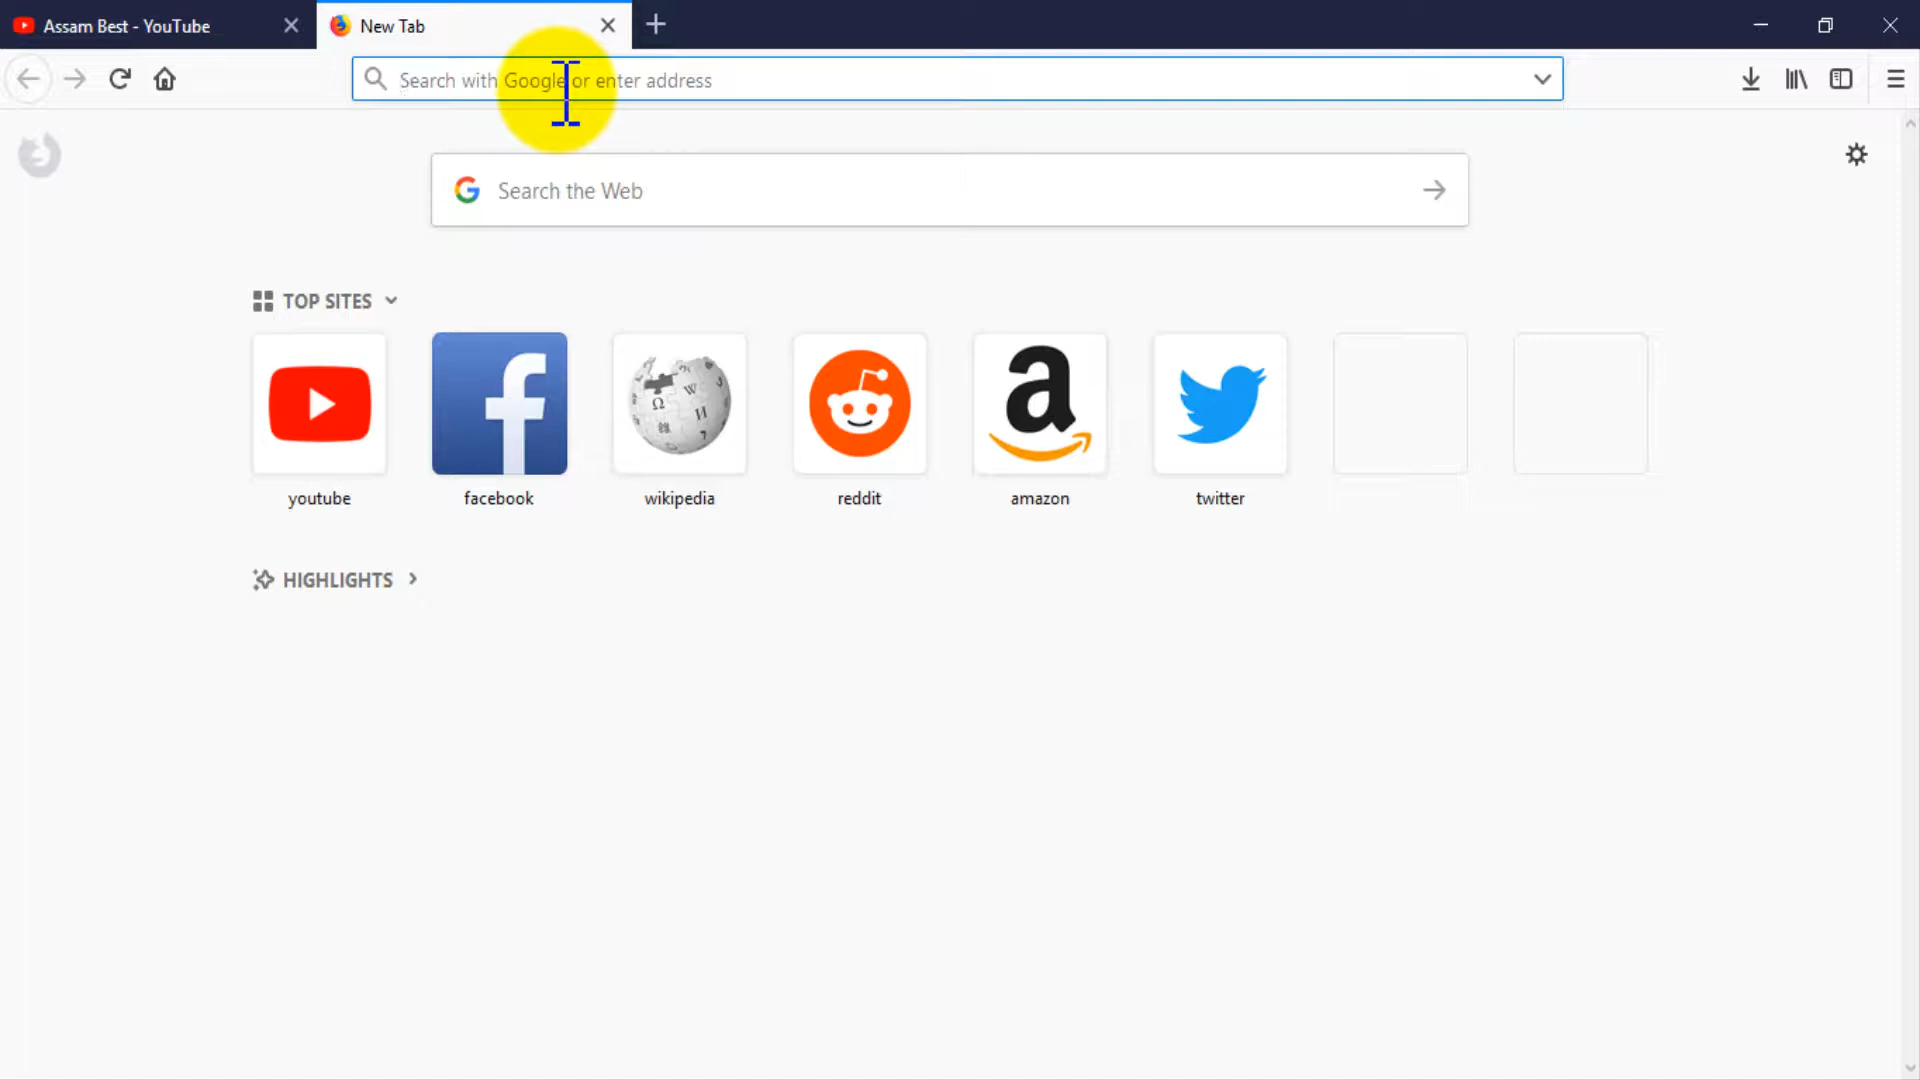 Assam Best - YouTube
New Tab
Search with Google or enter address
Search the Web
TOP SITES
youtube
facebook
wikipedia
reddit
amazon
twitter
HIGHLIGHTS